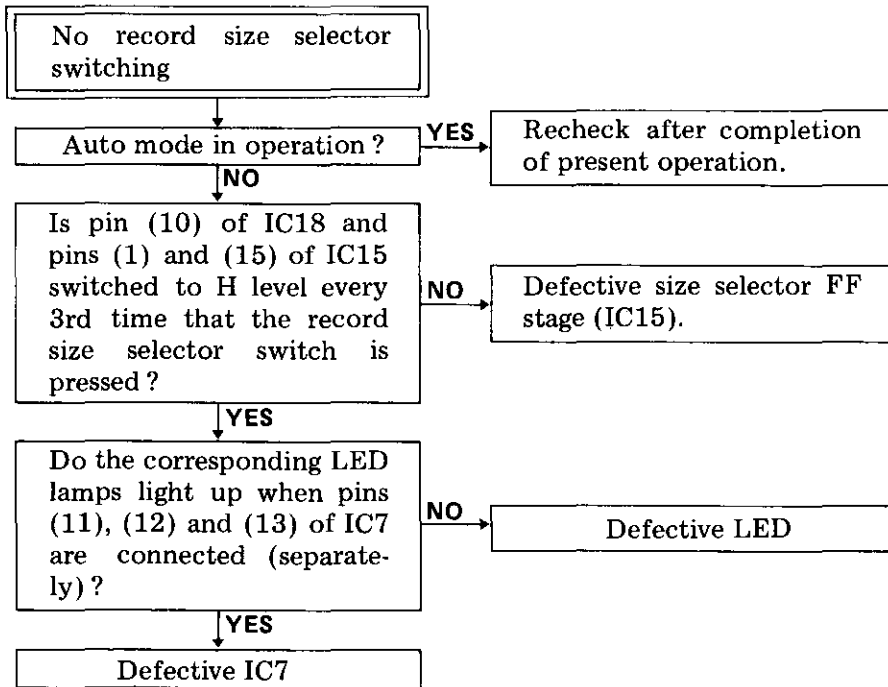 No record size selector
switching
Auto mode in operation ?
YES
Recheck after completion
of present operation.
NO
Is pin (10) of IC18 and
pins (1) and (15) of IC15
switched to H level every
3rd time that the record
size selector switch is
pressed ?
NO
Defective size selector FF
stage (IC15).
YES
Do the corresponding LED
lamps light up when pins
(11), (12) and (13) of IC7
are connected (separate-
ly) ?
NO
Defective LED
YES
Defective IC7